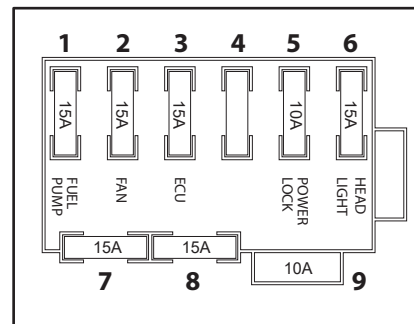 1 2 3 4 5 6
15A 15A 15A 10A 15A
FUEL
PUMP
FAN
ECU
POWER
LOCK
HEAD
LIGHT
15A 15A
10A
7 8 9